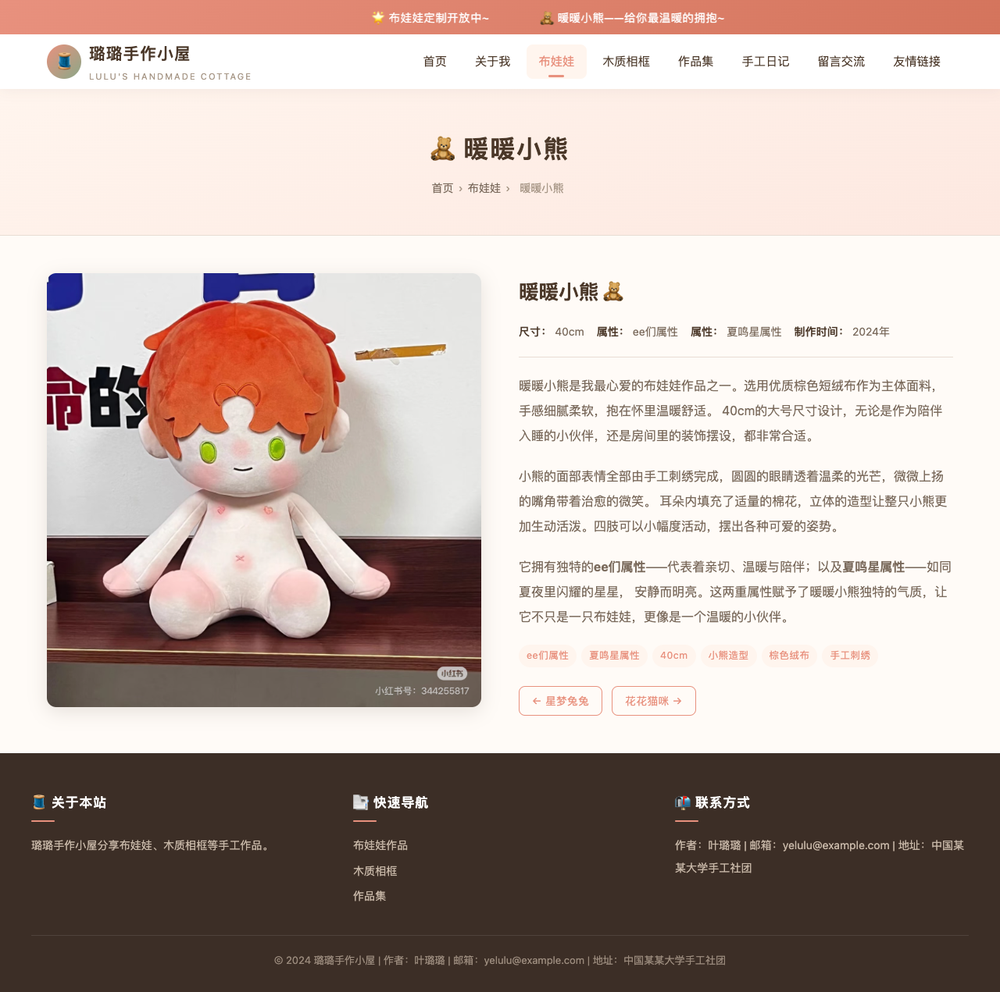 布娃娃定制开放中~ 暖暖小熊——给你最温暖的拥抱~
璐璐手作小屋
LULU'S HANDMADE COTTAGE
首页 关于我 布娃娃 木质相框 作品集 手工日记 留言交流 友情链接
暖暖小熊
首页 › 布娃娃 › 暖暖小熊
命的
小红书
小红书号：344255817
暖暖小熊
尺寸： 40cm 属性： ee们属性 属性： 夏鸣星属性 制作时间： 2024年
暖暖小熊是我最心爱的布娃娃作品之一。选用优质棕色短绒布作为主体面料，
手感细腻柔软，抱在怀里温暖舒适。 40cm的大号尺寸设计，无论是作为陪伴
入睡的小伙伴，还是房间里的装饰摆设，都非常合适。
小熊的面部表情全部由手工刺绣完成，圆圆的眼睛透着温柔的光芒，微微上扬
的嘴角带着治愈的微笑。 耳朵内填充了适量的棉花，立体的造型让整只小熊更
加生动活泼。四肢可以小幅度活动，摆出各种可爱的姿势。
它拥有独特的ee们属性——代表着亲切、温暖与陪伴；以及夏鸣星属性——如同
夏夜里闪耀的星星， 安静而明亮。这两重属性赋予了暖暖小熊独特的气质，让
它不只是一只布娃娃，更像是一个温暖的小伙伴。
ee们属性 夏鸣星属性 40cm 小熊造型 棕色绒布 手工刺绣
← 星梦兔兔 花花猫咪 →
关于本站
璐璐手作小屋分享布娃娃、木质相框等手工作品。
快速导航
布娃娃作品
木质相框
作品集
联系方式
作者：叶璐璐 | 邮箱：yelulu@example.com | 地址：中国某
某大学手工社团
© 2024 璐璐手作小屋 | 作者：叶璐璐 | 邮箱：yelulu@example.com | 地址：中国某某大学手工社团